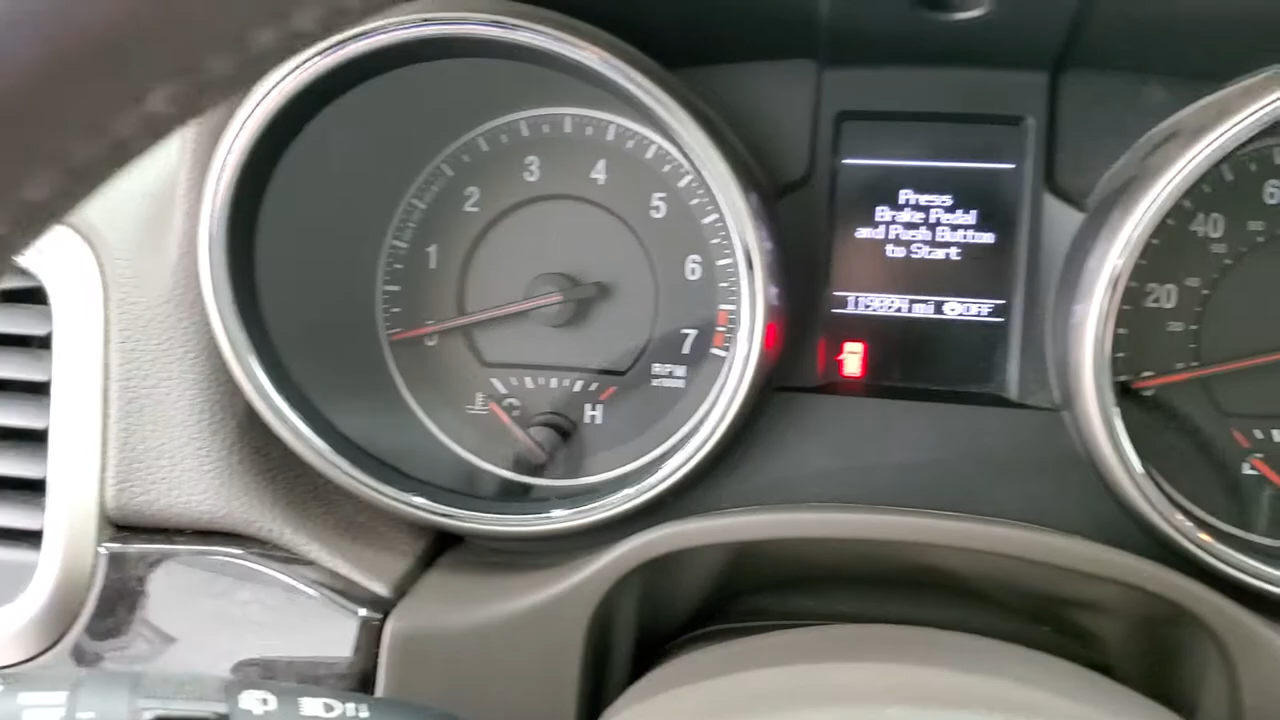 1
2
3
4
5
6
7
RPM
x1000
C
H
Press
Brake Pedal
and Push Button
to Start
mi OFF
20
40